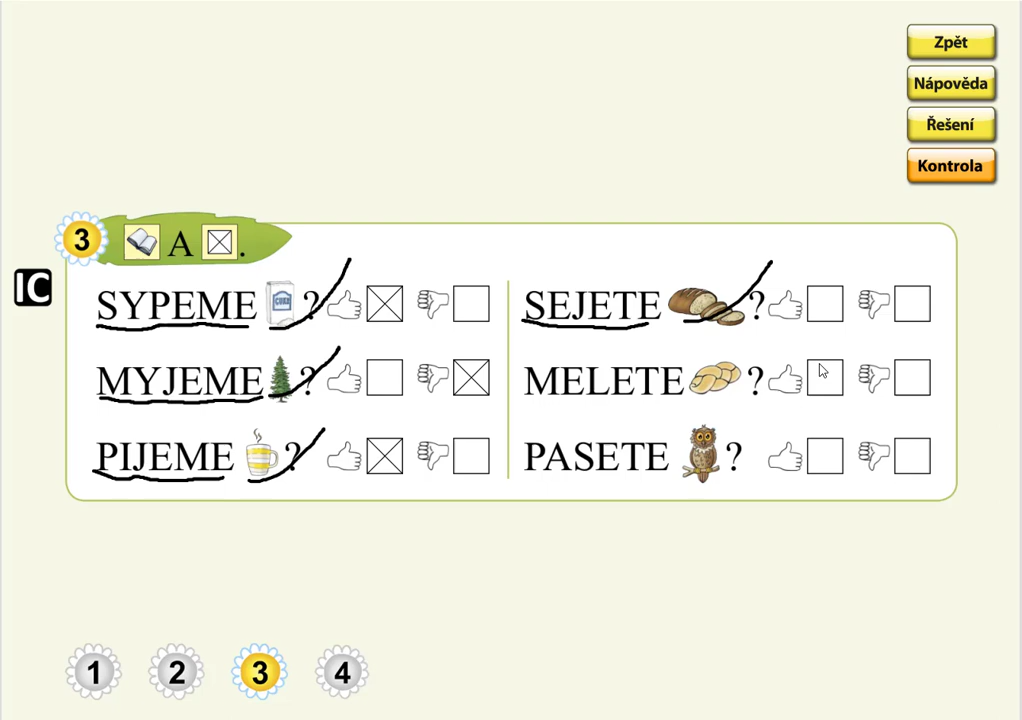 Zpět
Nápověda
Řešení
Kontrola
3 A .
IC
SYPEME CUKR ?
MYJEME ?
PIJEME ?
SEJETE ?
MELETE ?
PASETE ?
1 2 3 4